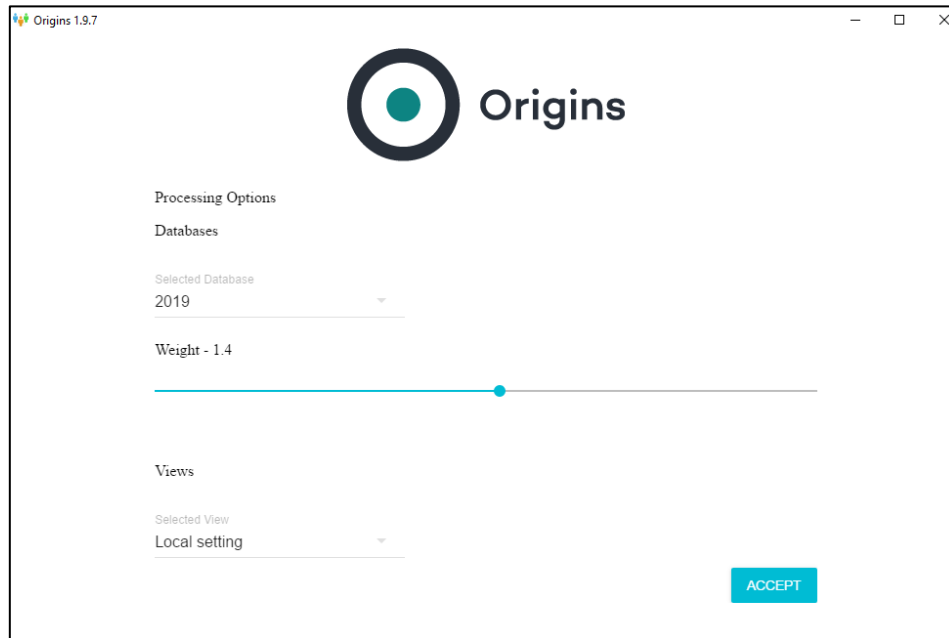 Origins 1.9.7
Origins
Processing Options
Databases
Selected Database
2019
Weight - 1.4
Views
Selected View
Local setting
ACCEPT